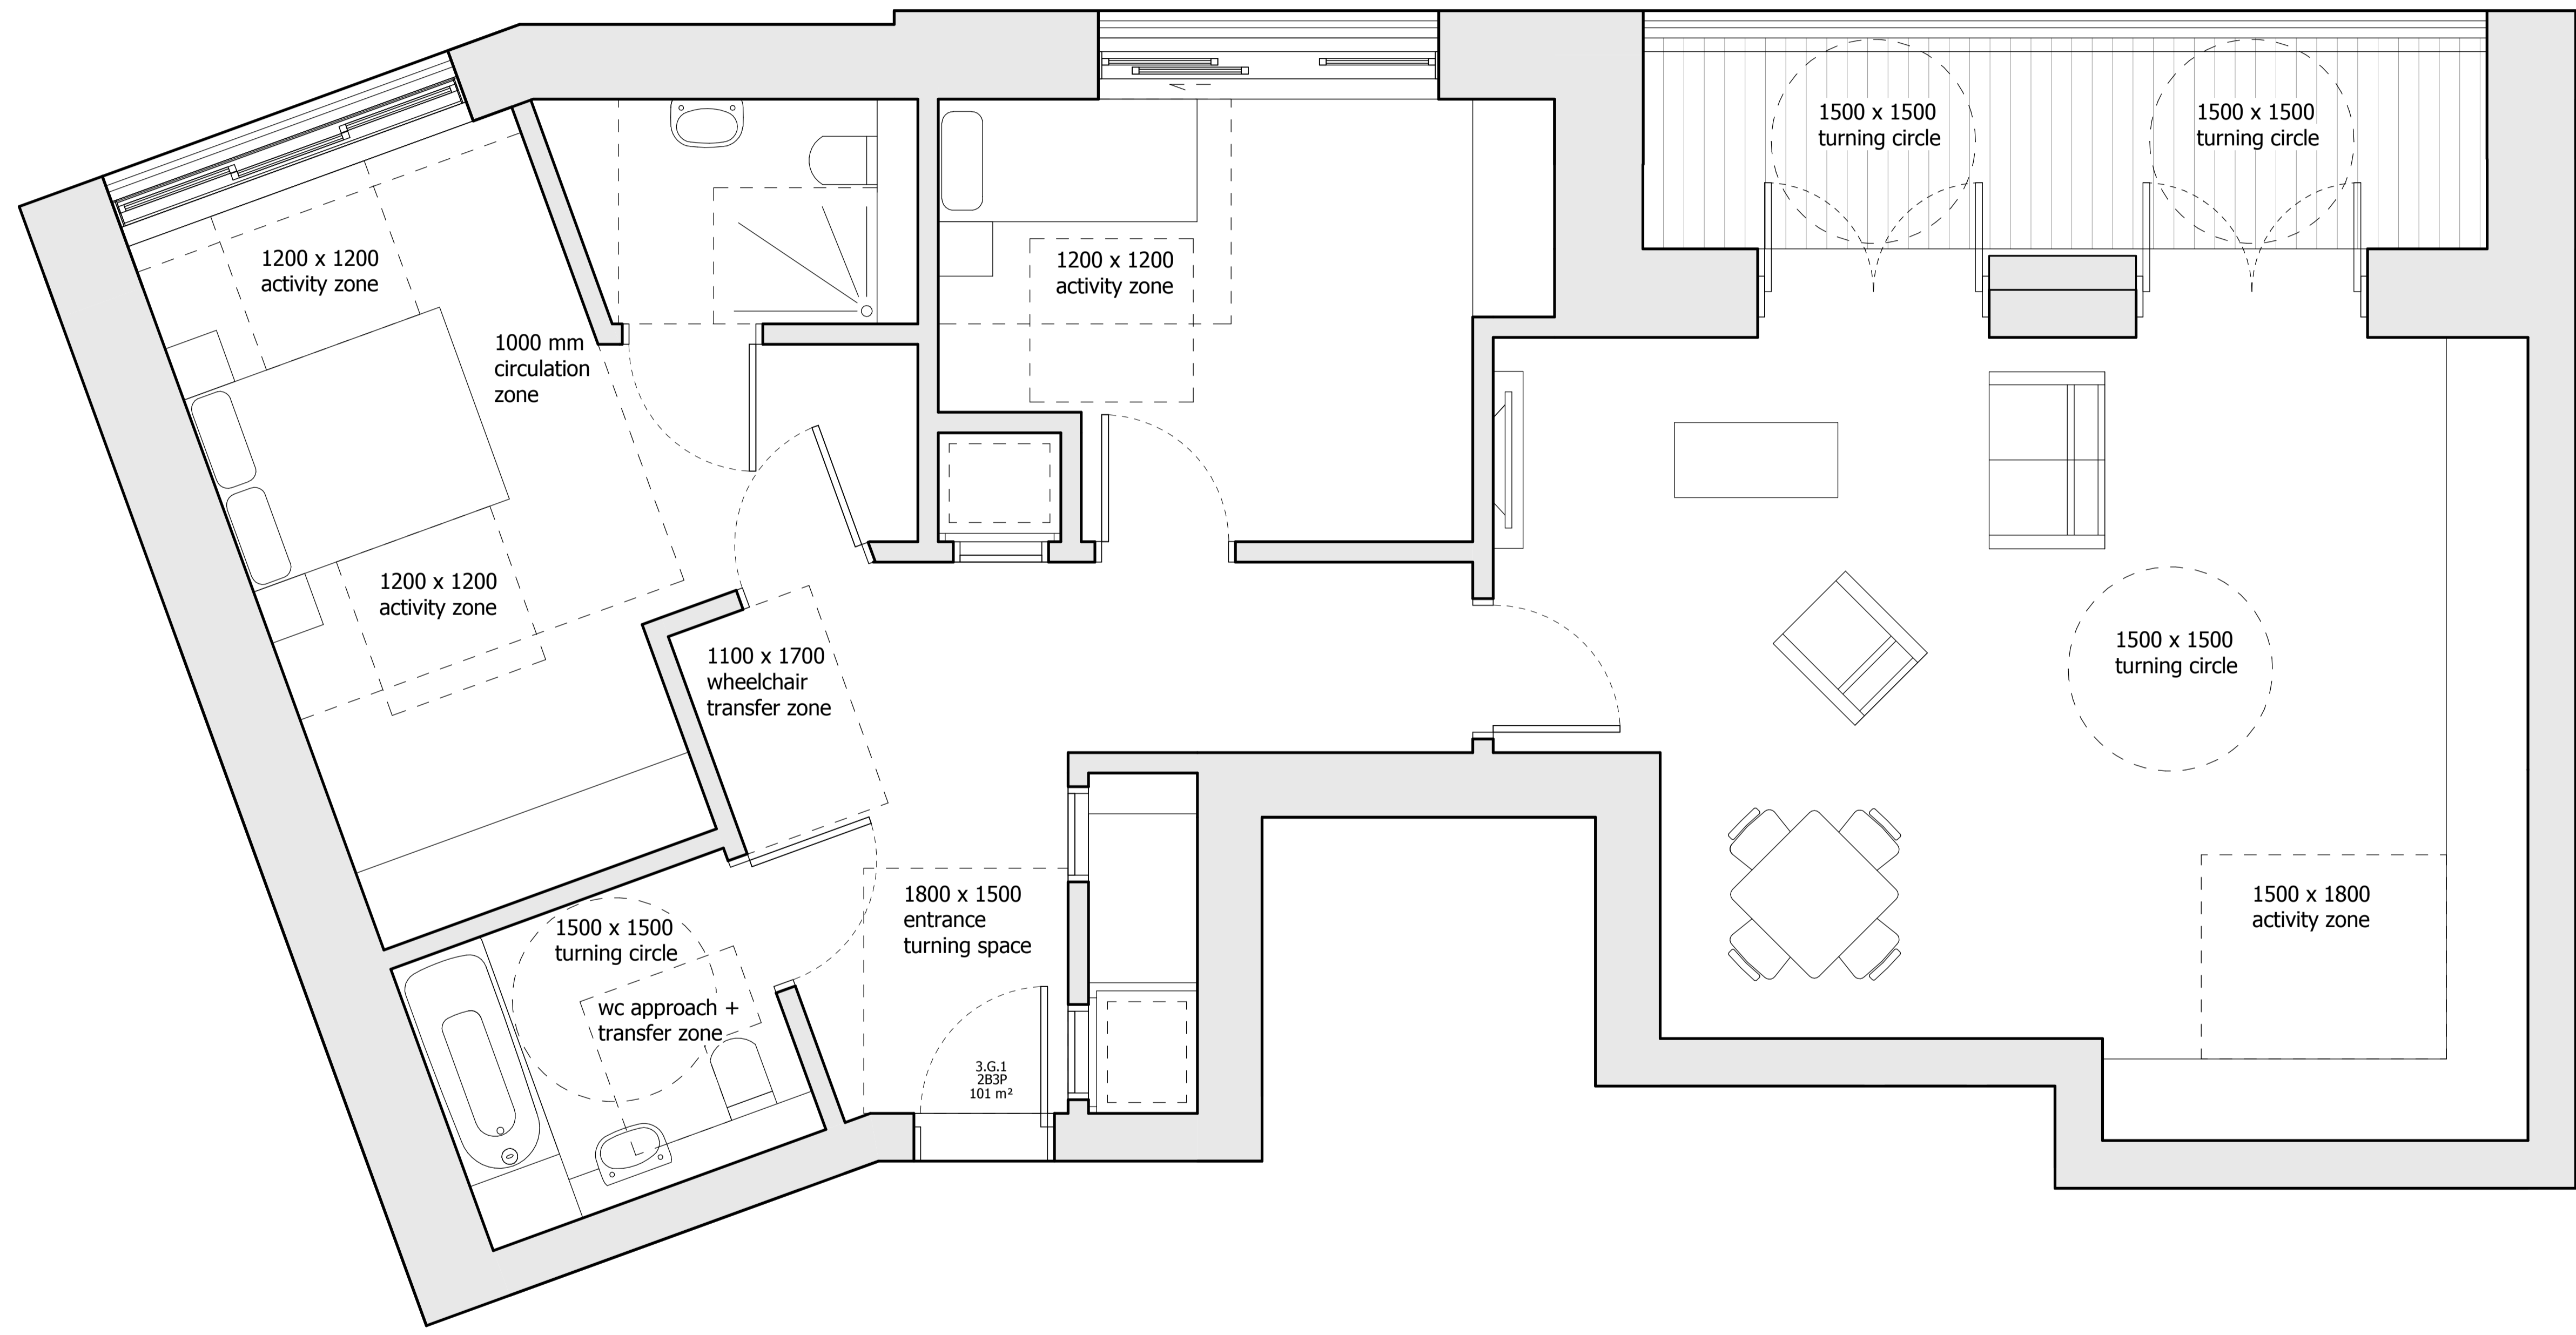 1500 x 1500
turning circle
1500 x 1500
turning circle
1200 x 1200
activity zone
1200 x 1200
activity zone
1000 mm
circulation
zone
1200 x 1200
activity zone
1100 x 1700
wheelchair
transfer zone
1500 x 1500
turning circle
1800 x 1500
entrance
turning space
1500 x 1800
activity zone
1500 x 1500
turning circle
wc approach +
transfer zone
3.G.1
2B3P
101 m²